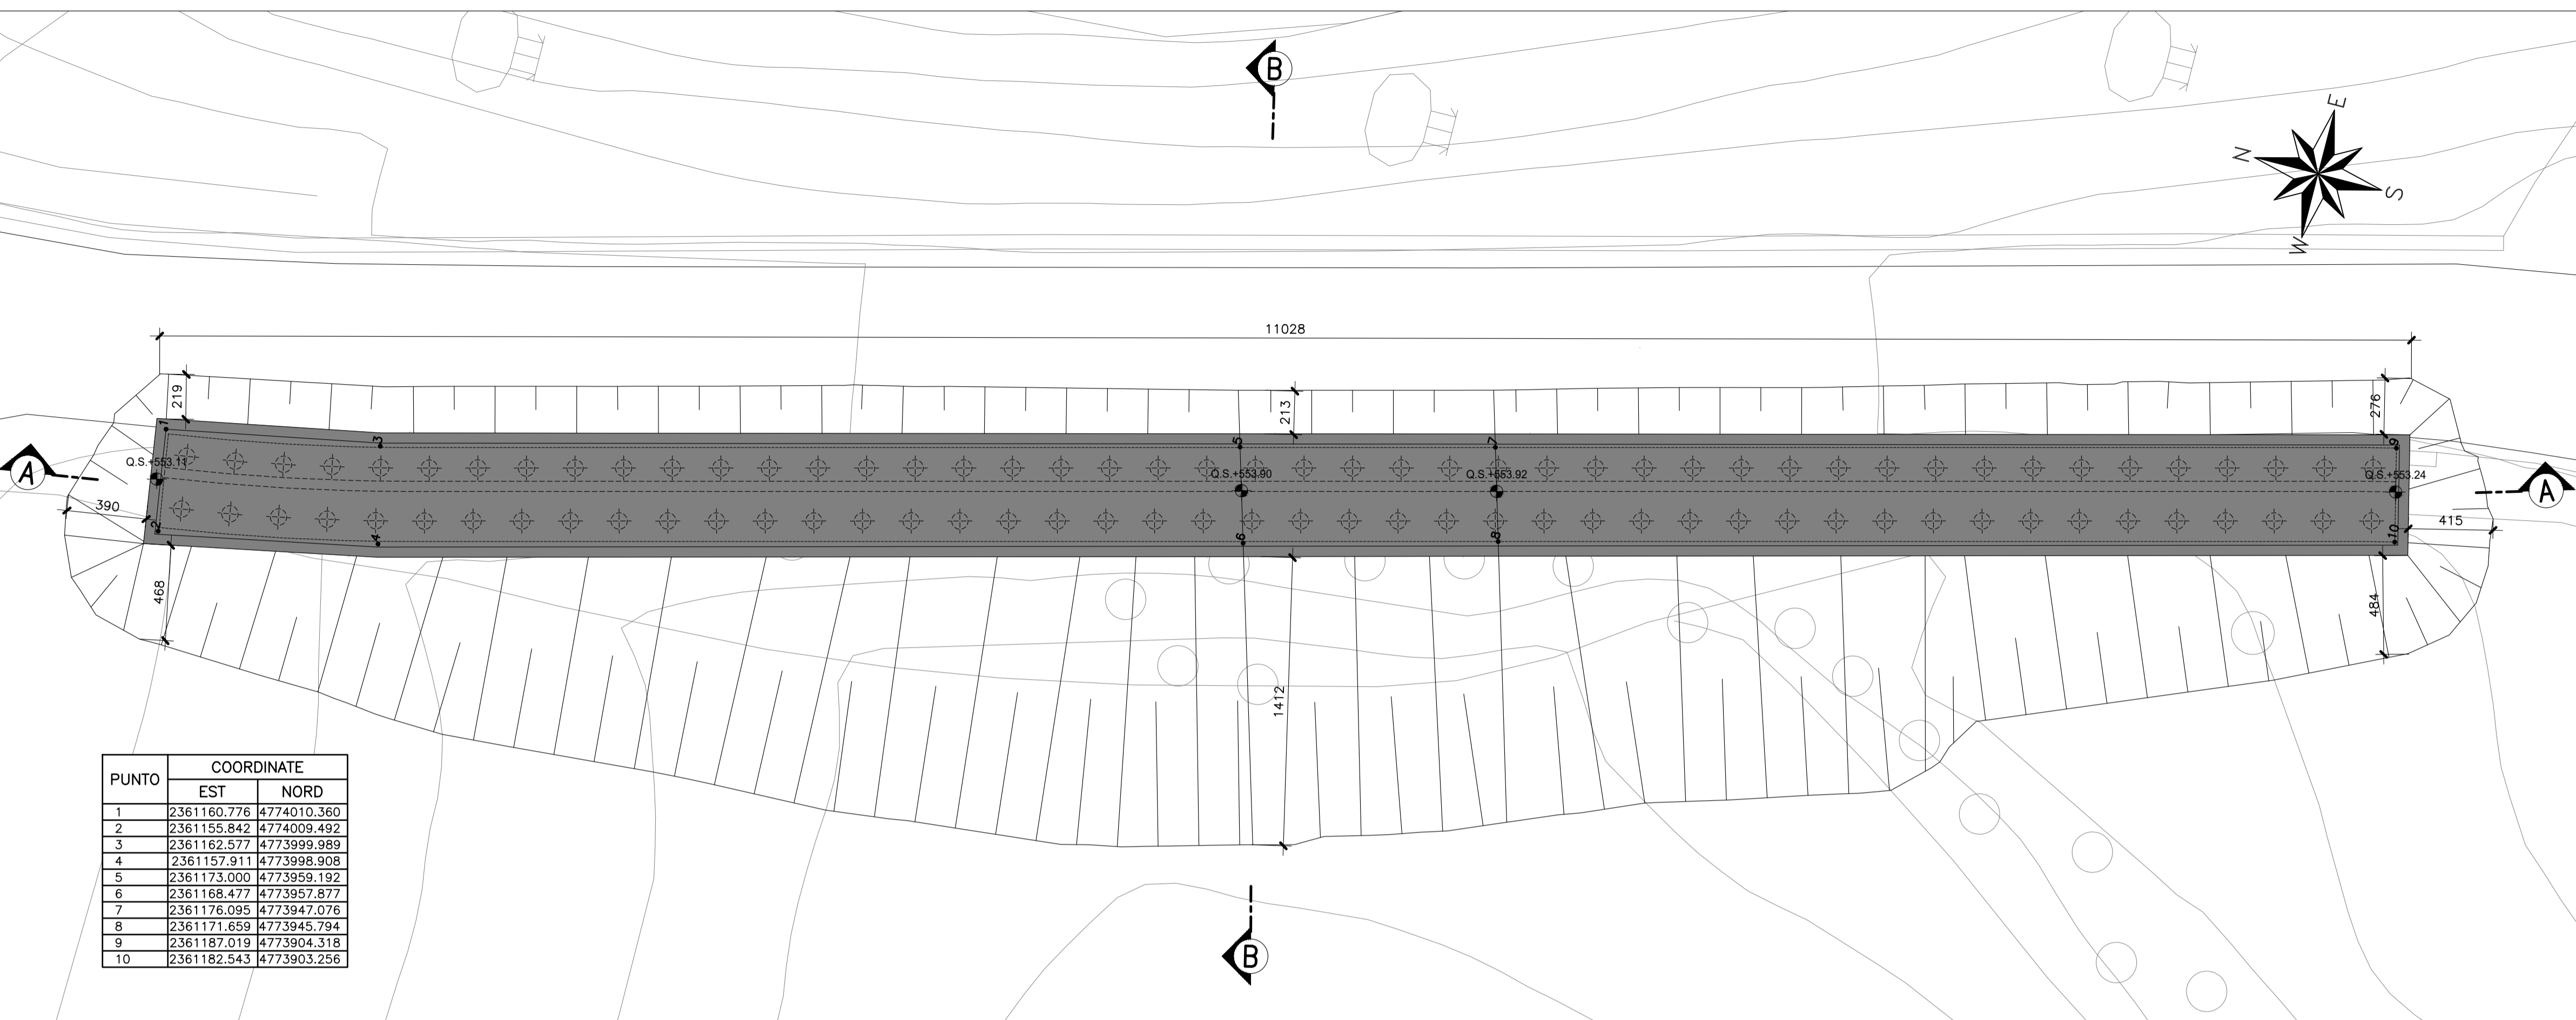 B
E
N
S
W
11028
219
213
276
1
3
5
7
9
Q.S.+553.11
Q.S.+553.90
Q.S.+553.92
Q.S.+553.24
A
A
390
415
2
4
6
8
10
468
484
1412
PUNTO COORDINATE
EST NORD
1 2361160.776 4774010.360
2 2361155.842 4774009.492
3 2361162.577 4773999.989
4 2361157.911 4773998.908
5 2361173.000 4773959.192
6 2361168.477 4773957.877
7 2361176.095 4773947.076
8 2361171.659 4773945.794
9 2361187.019 4773904.318
10 2361182.543 4773903.256
B